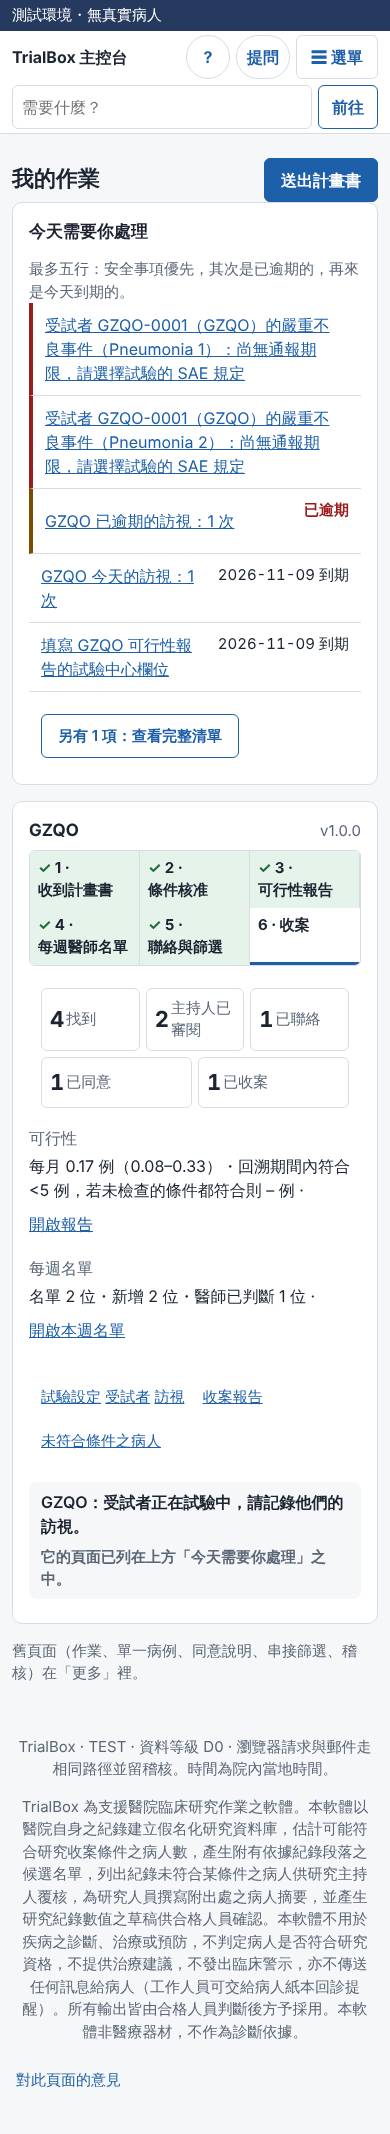 測試環境・無真實病人
TrialBox 主控台
?
提問
☰ 選單
需要什麼？
前往
我的作業
送出計畫書
今天需要你處理
最多五行：安全事項優先，其次是已逾期的，再來
是今天到期的。
受試者 GZQO-0001（GZQO）的嚴重不
良事件（Pneumonia 1）：尚無通報期
限，請選擇試驗的 SAE 規定
受試者 GZQO-0001（GZQO）的嚴重不
良事件（Pneumonia 2）：尚無通報期
限，請選擇試驗的 SAE 規定
已逾期
GZQO 已逾期的訪視：1 次
GZQO 今天的訪視：1
次
2026-11-09 到期
填寫 GZQO 可行性報
告的試驗中心欄位
2026-11-09 到期
另有 1 項：查看完整清單
GZQO
v1.0.0
✓ 1 ·
收到計畫書
✓ 2 ·
條件核准
✓ 3 ·
可行性報告
✓ 4 ·
每週醫師名單
✓ 5 ·
聯絡與篩選
6 · 收案
4 找到
2 主持人已
審閱
1 已聯絡
1 已同意
1 已收案
可行性
每月 0.17 例（0.08–0.33）・回溯期間內符合
<5 例，若未檢查的條件都符合則 – 例 ·
開啟報告
每週名單
名單 2 位・新增 2 位・醫師已判斷 1 位 ·
開啟本週名單
試驗設定 受試者 訪視 收案報告
未符合條件之病人
GZQO：受試者正在試驗中，請記錄他們的
訪視。
它的頁面已列在上方「今天需要你處理」之
中。
舊頁面（作業、單一病例、同意說明、串接篩選、稽
核）在「更多」裡。
TrialBox · TEST · 資料等級 D0 · 瀏覽器請求與郵件走
相同路徑並留稽核。時間為院內當地時間。
TrialBox 為支援醫院臨床研究作業之軟體。本軟體以
醫院自身之紀錄建立假名化研究資料庫，估計可能符
合研究收案條件之病人數，產生附有依據紀錄段落之
候選名單，列出紀錄未符合某條件之病人供研究主持
人覆核，為研究人員撰寫附出處之病人摘要，並產生
研究紀錄數值之草稿供合格人員確認。本軟體不用於
疾病之診斷、治療或預防，不判定病人是否符合研究
資格，不提供治療建議，不發出臨床警示，亦不傳送
任何訊息給病人（工作人員可交給病人紙本回診提
醒）。所有輸出皆由合格人員判斷後方予採用。本軟
體非醫療器材，不作為診斷依據。
對此頁面的意見